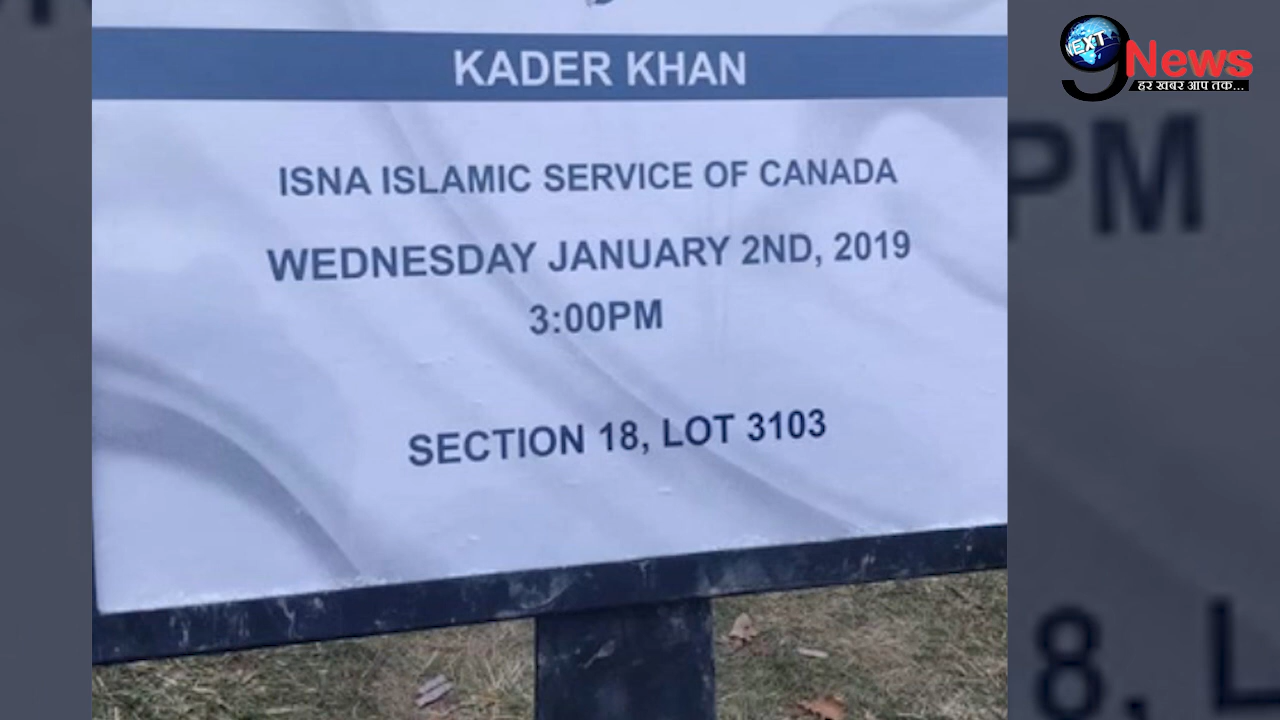 KADER KHAN
ISNA ISLAMIC SERVICE OF CANADA
WEDNESDAY JANUARY 2ND, 2019
3:00PM
SECTION 18, LOT 3103
NEXT
9 News
हर खबर आप तक...
PM
8, L